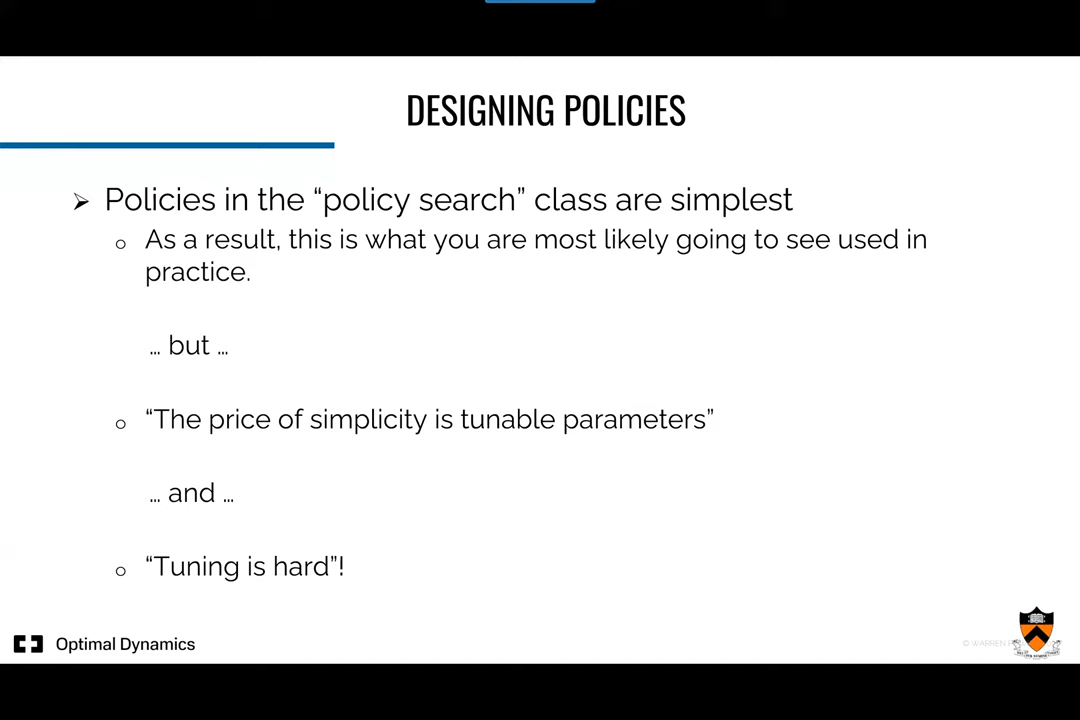 DESIGNING POLICIES
➢ Policies in the “policy search” class are simplest
o As a result, this is what you are most likely going to see used in
practice.
… but …
o “The price of simplicity is tunable parameters”
… and …
o “Tuning is hard”!
Optimal Dynamics
© WARREN